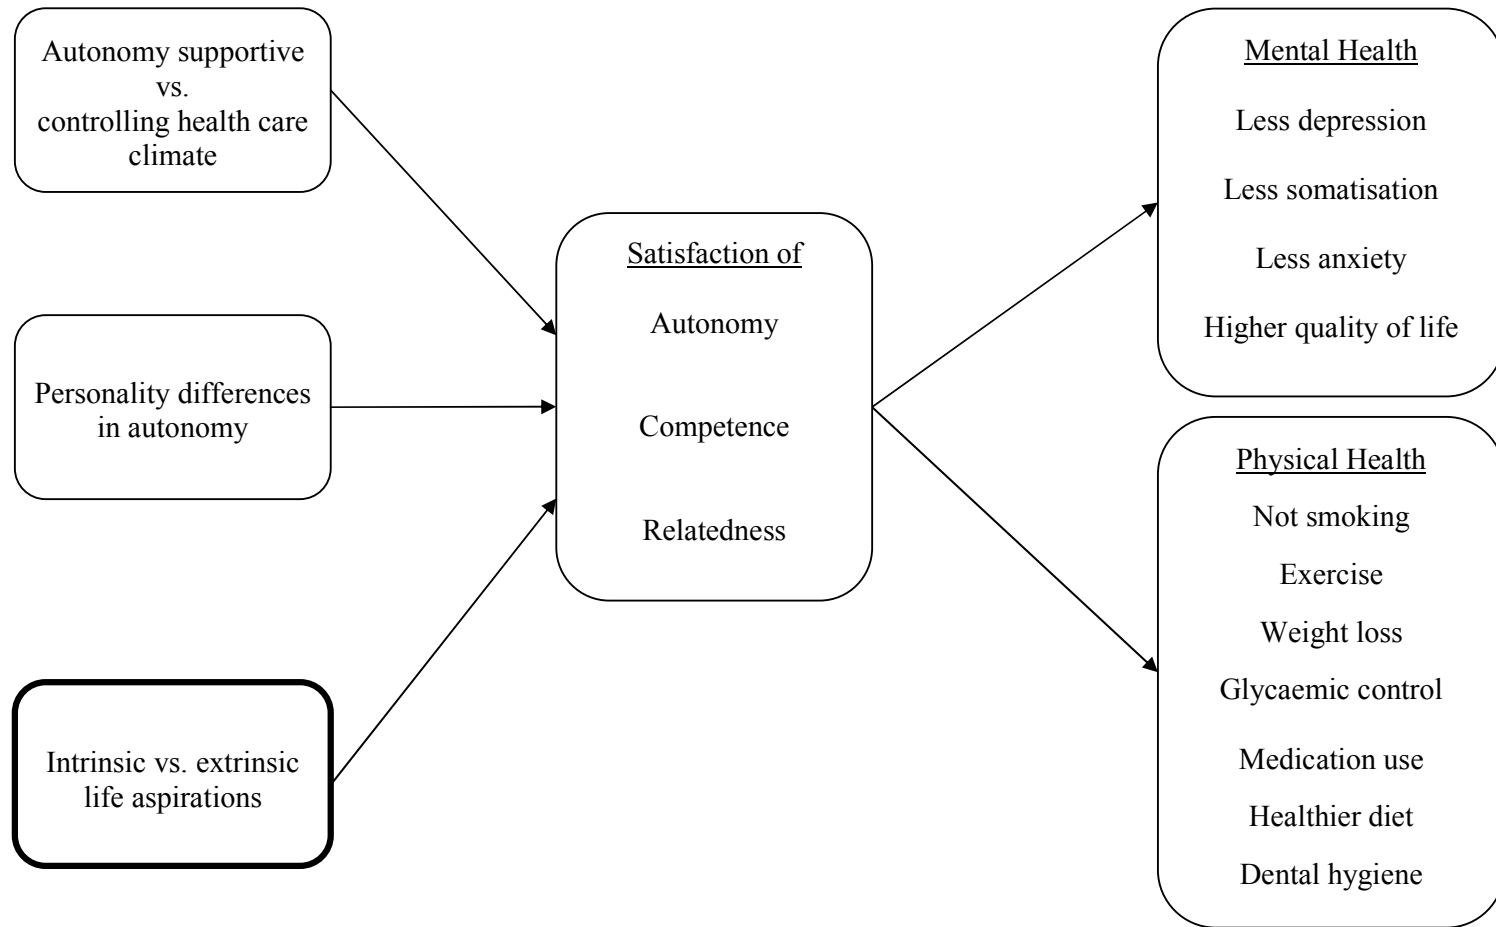 Autonomy supportive
vs.
controlling health care
climate
Personality differences
in autonomy
Intrinsic vs. extrinsic
life aspirations
Satisfaction of
Autonomy
Competence
Relatedness
Mental Health
Less depression
Less somatisation
Less anxiety
Higher quality of life
Physical Health
Not smoking
Exercise
Weight loss
Glycaemic control
Medication use
Healthier diet
Dental hygiene